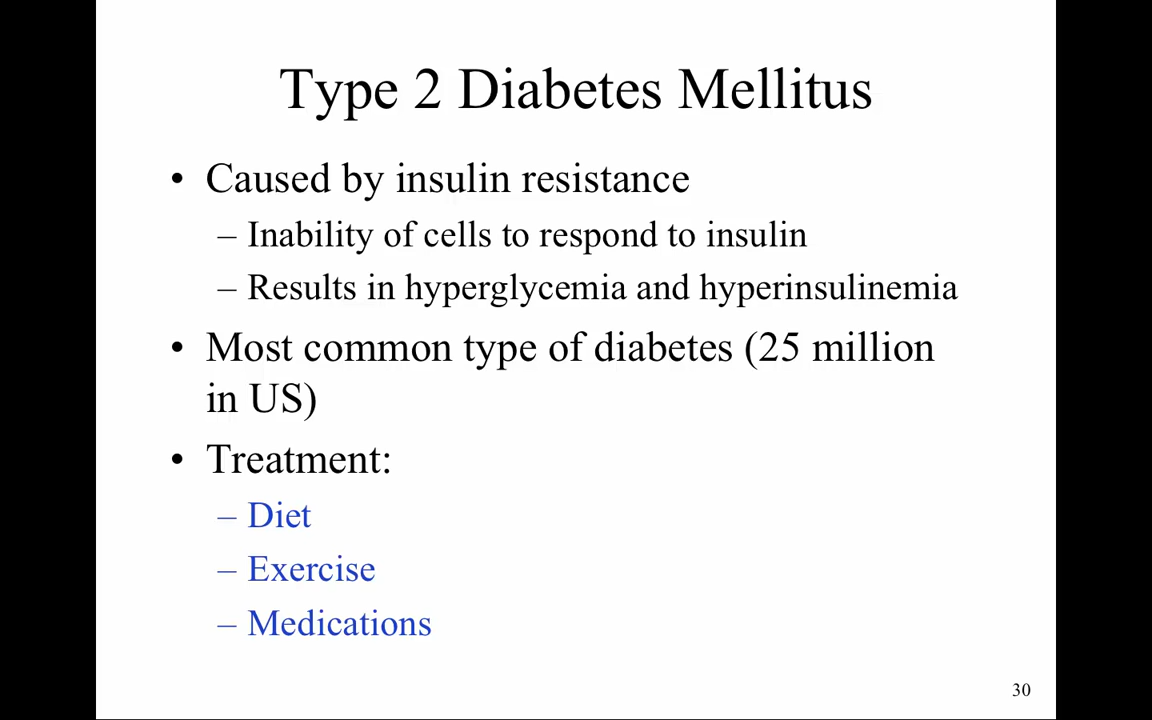 Type 2 Diabetes Mellitus
• Caused by insulin resistance
– Inability of cells to respond to insulin
– Results in hyperglycemia and hyperinsulinemia
• Most common type of diabetes (25 million
in US)
• Treatment:
– Diet
– Exercise
– Medications
30